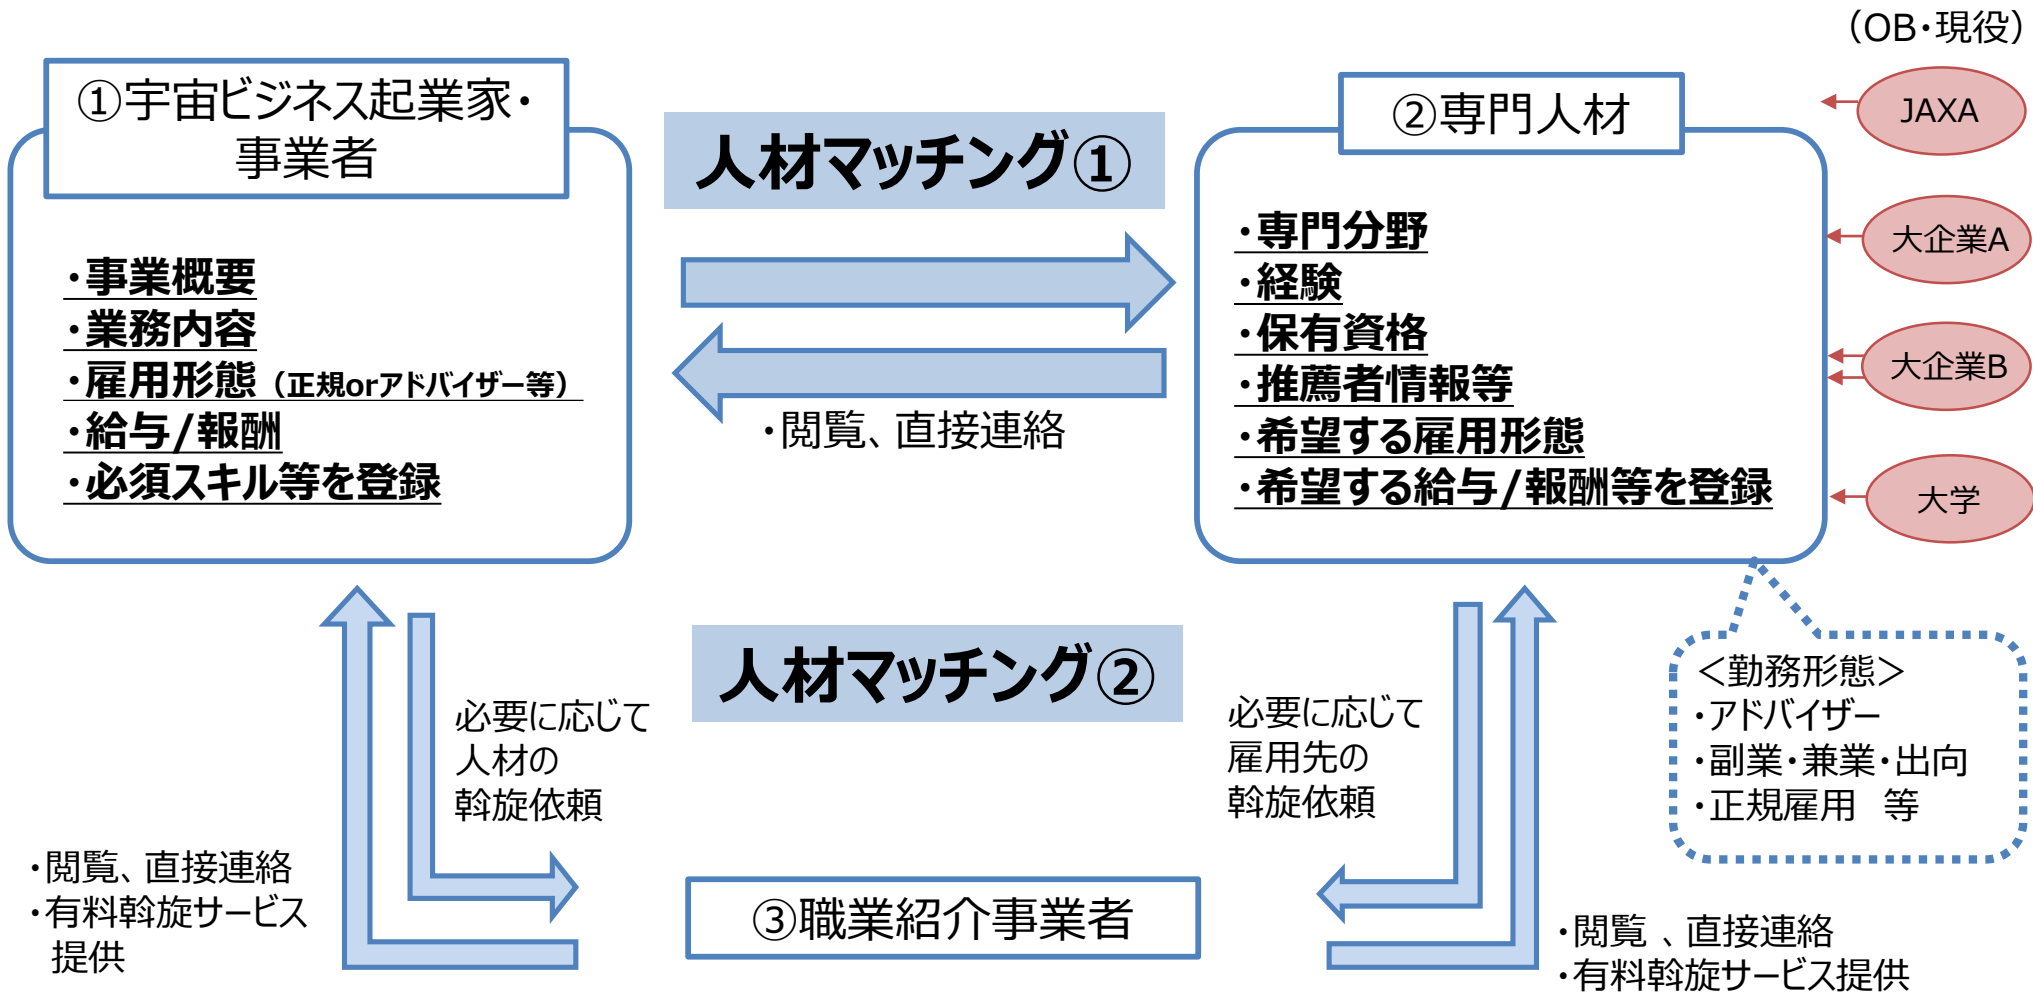 (OB・現役)
①宇宙ビジネス起業家・
事業者
・事業概要
・業務内容
・雇用形態（正規orアドバイザー等）
・給与/報酬
・必須スキル等を登録
人材マッチング①
・閲覧、直接連絡
②専門人材
・専門分野
・経験
・保有資格
・推薦者情報等
・希望する雇用形態
・希望する給与/報酬等を登録
JAXA
大企業A
大企業B
大学
人材マッチング②
必要に応じて
人材の
斡旋依頼
必要に応じて
雇用先の
斡旋依頼
＜勤務形態＞
・アドバイザー
・副業・兼業・出向
・正規雇用　等
・閲覧、直接連絡
・有料斡旋サービス
提供
③職業紹介事業者
・閲覧 、直接連絡
・有料斡旋サービス提供